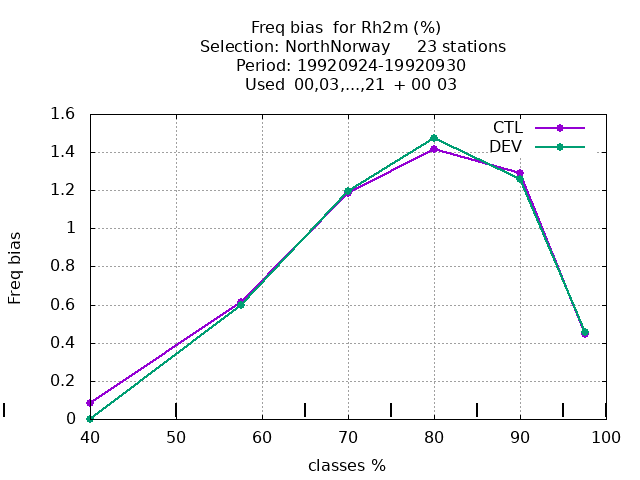 Freq bias  for Rh2m (%)
Selection: NorthNorway     23 stations
Period: 19920924-19920930
Used  00,03,...,21  + 00 03
CTL
DEV
1.6
1.4
1.2
1
0.8
0.6
0.4
0.2
0
Freq bias
40 50 60 70 80 90 100
classes %